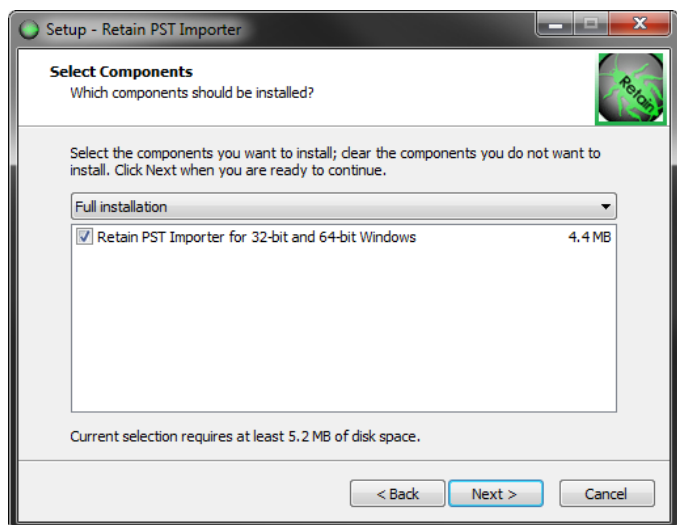 Setup - Retain PST Importer
Select Components
Which components should be installed?
Retain
Select the components you want to install; clear the components you do not want to
install. Click Next when you are ready to continue.
Full installation
Retain PST Importer for 32-bit and 64-bit Windows 4.4 MB
Current selection requires at least 5.2 MB of disk space.
< Back Next > Cancel